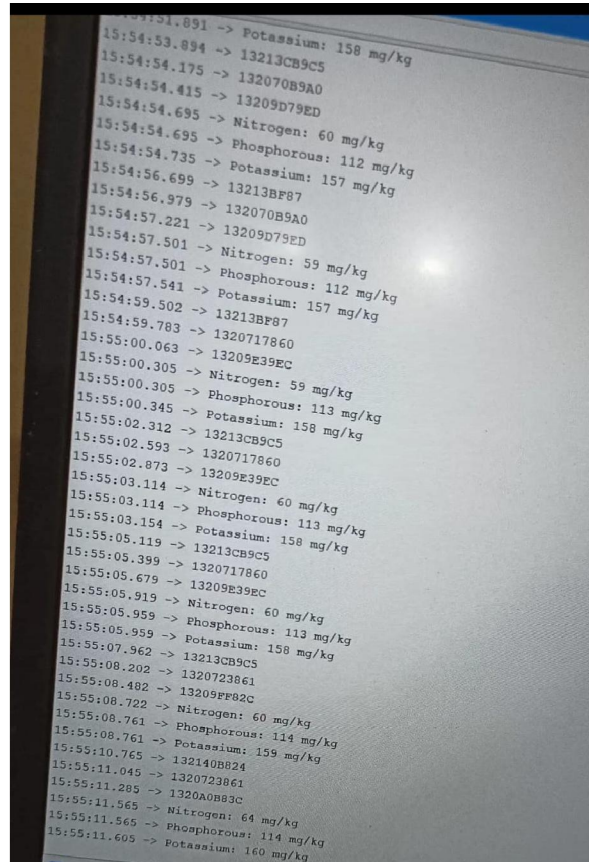 :54:51.891 -> Potassium: 158 mg/kg
15:54:53.894 -> 13213CB9C5
15:54:54.175 -> 132070B9A0
15:54:54.415 -> 13209D79ED
15:54:54.695 -> Nitrogen: 60 mg/kg
15:54:54.695 -> Phosphorous: 112 mg/kg
15:54:54.735 -> Potassium: 157 mg/kg
15:54:56.699 -> 13213BF87
15:54:56.979 -> 132070B9A0
15:54:57.221 -> 13209D79ED
15:54:57.501 -> Nitrogen: 59 mg/kg
15:54:57.501 -> Phosphorous: 112 mg/kg
15:54:57.541 -> Potassium: 157 mg/kg
15:54:59.502 -> 13213BF87
15:54:59.783 -> 1320717860
15:55:00.063 -> 13209E39EC
15:55:00.305 -> Nitrogen: 59 mg/kg
15:55:00.305 -> Phosphorous: 113 mg/kg
15:55:00.345 -> Potassium: 158 mg/kg
15:55:02.312 -> 13213CB9C5
15:55:02.593 -> 1320717860
15:55:02.873 -> 13209E39EC
15:55:03.114 -> Nitrogen: 60 mg/kg
15:55:03.114 -> Phosphorous: 113 mg/kg
15:55:03.154 -> Potassium: 158 mg/kg
15:55:05.119 -> 13213CB9C5
15:55:05.399 -> 1320717860
15:55:05.679 -> 13209E39EC
15:55:05.919 -> Nitrogen: 60 mg/kg
15:55:05.959 -> Phosphorous: 113 mg/kg
15:55:05.959 -> Potassium: 158 mg/kg
15:55:07.962 -> 13213CB9C5
15:55:08.202 -> 1320723861
15:55:08.482 -> 13209FF82C
15:55:08.722 -> Nitrogen: 60 mg/kg
15:55:08.761 -> Phosphorous: 114 mg/kg
15:55:08.761 -> Potassium: 159 mg/kg
15:55:10.765 -> 132140B824
15:55:11.045 -> 1320723861
15:55:11.285 -> 1320A0B83C
15:55:11.565 -> Nitrogen: 64 mg/kg
15:55:11.565 -> Phosphorous: 114 mg/kg
15:55:11.605 -> Potassium: 160 mg/kg